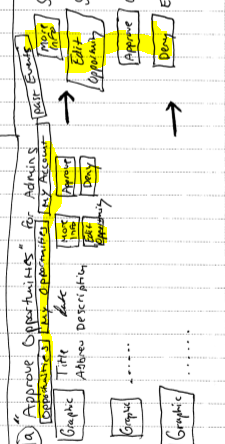 a) "Approve Opportunities" for Admins
Opportunities My Opportunities My Account past Events
Graphic Title date More Info Edit Opportunity Approve Deny
Abbrev Description
Graphic ......
Graphic .......
More Info
Edit Opportunity
Approve
Deny